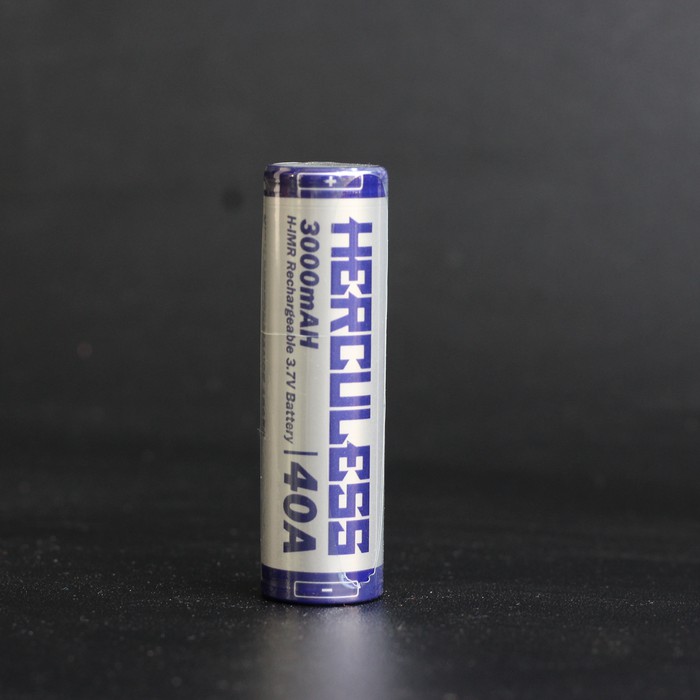 +
HERCULESS
3000mAH
H-IMR Rechargeable 3.7V Battery
40A
-